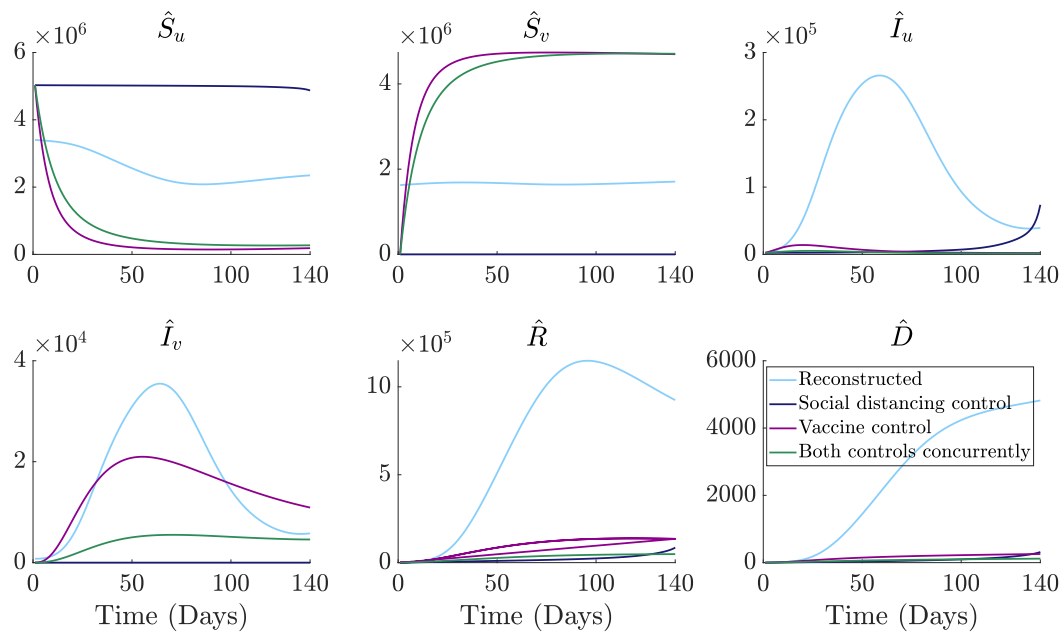 Ŝ_u
×10^6
6
4
2
0
0 50 100 140
Ŝ_v
×10^6
4
2
0
0 50 100 140
Î_u
×10^5
3
2
1
0
0 50 100 140
Î_v
×10^4
4
2
0
0 50 100 140
Time (Days)
R̂
×10^5
10
5
0
0 50 100 140
Time (Days)
D̂
6000
4000
2000
0
0 50 100 140
Time (Days)
Reconstructed
Social distancing control
Vaccine control
Both controls concurrently